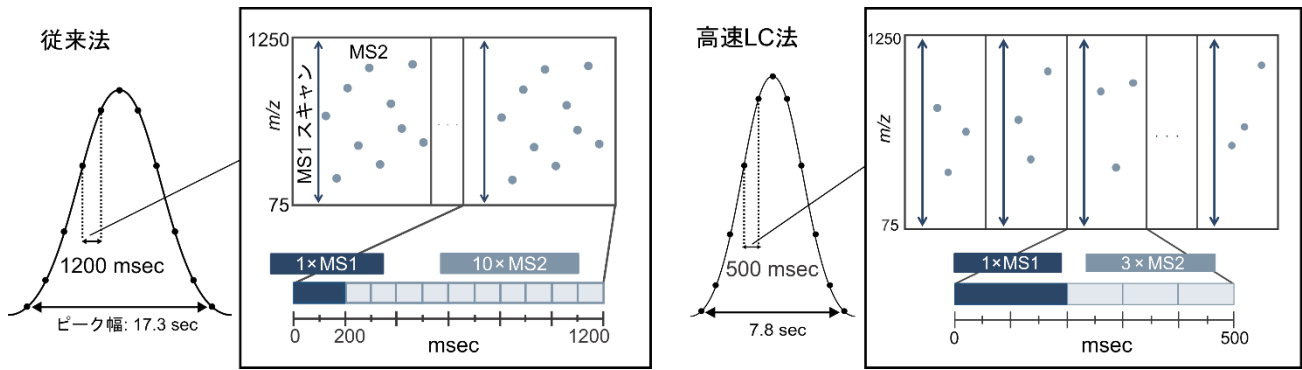 従来法
1250
MS2
MS1 スキャン
m/z
. . .
75
1200 msec
1×MS1
10×MS2
ピーク幅: 17.3 sec
0
200
1200
msec
高速LC法
1250
m/z
. . .
75
500 msec
1×MS1
3×MS2
7.8 sec
0
500
msec